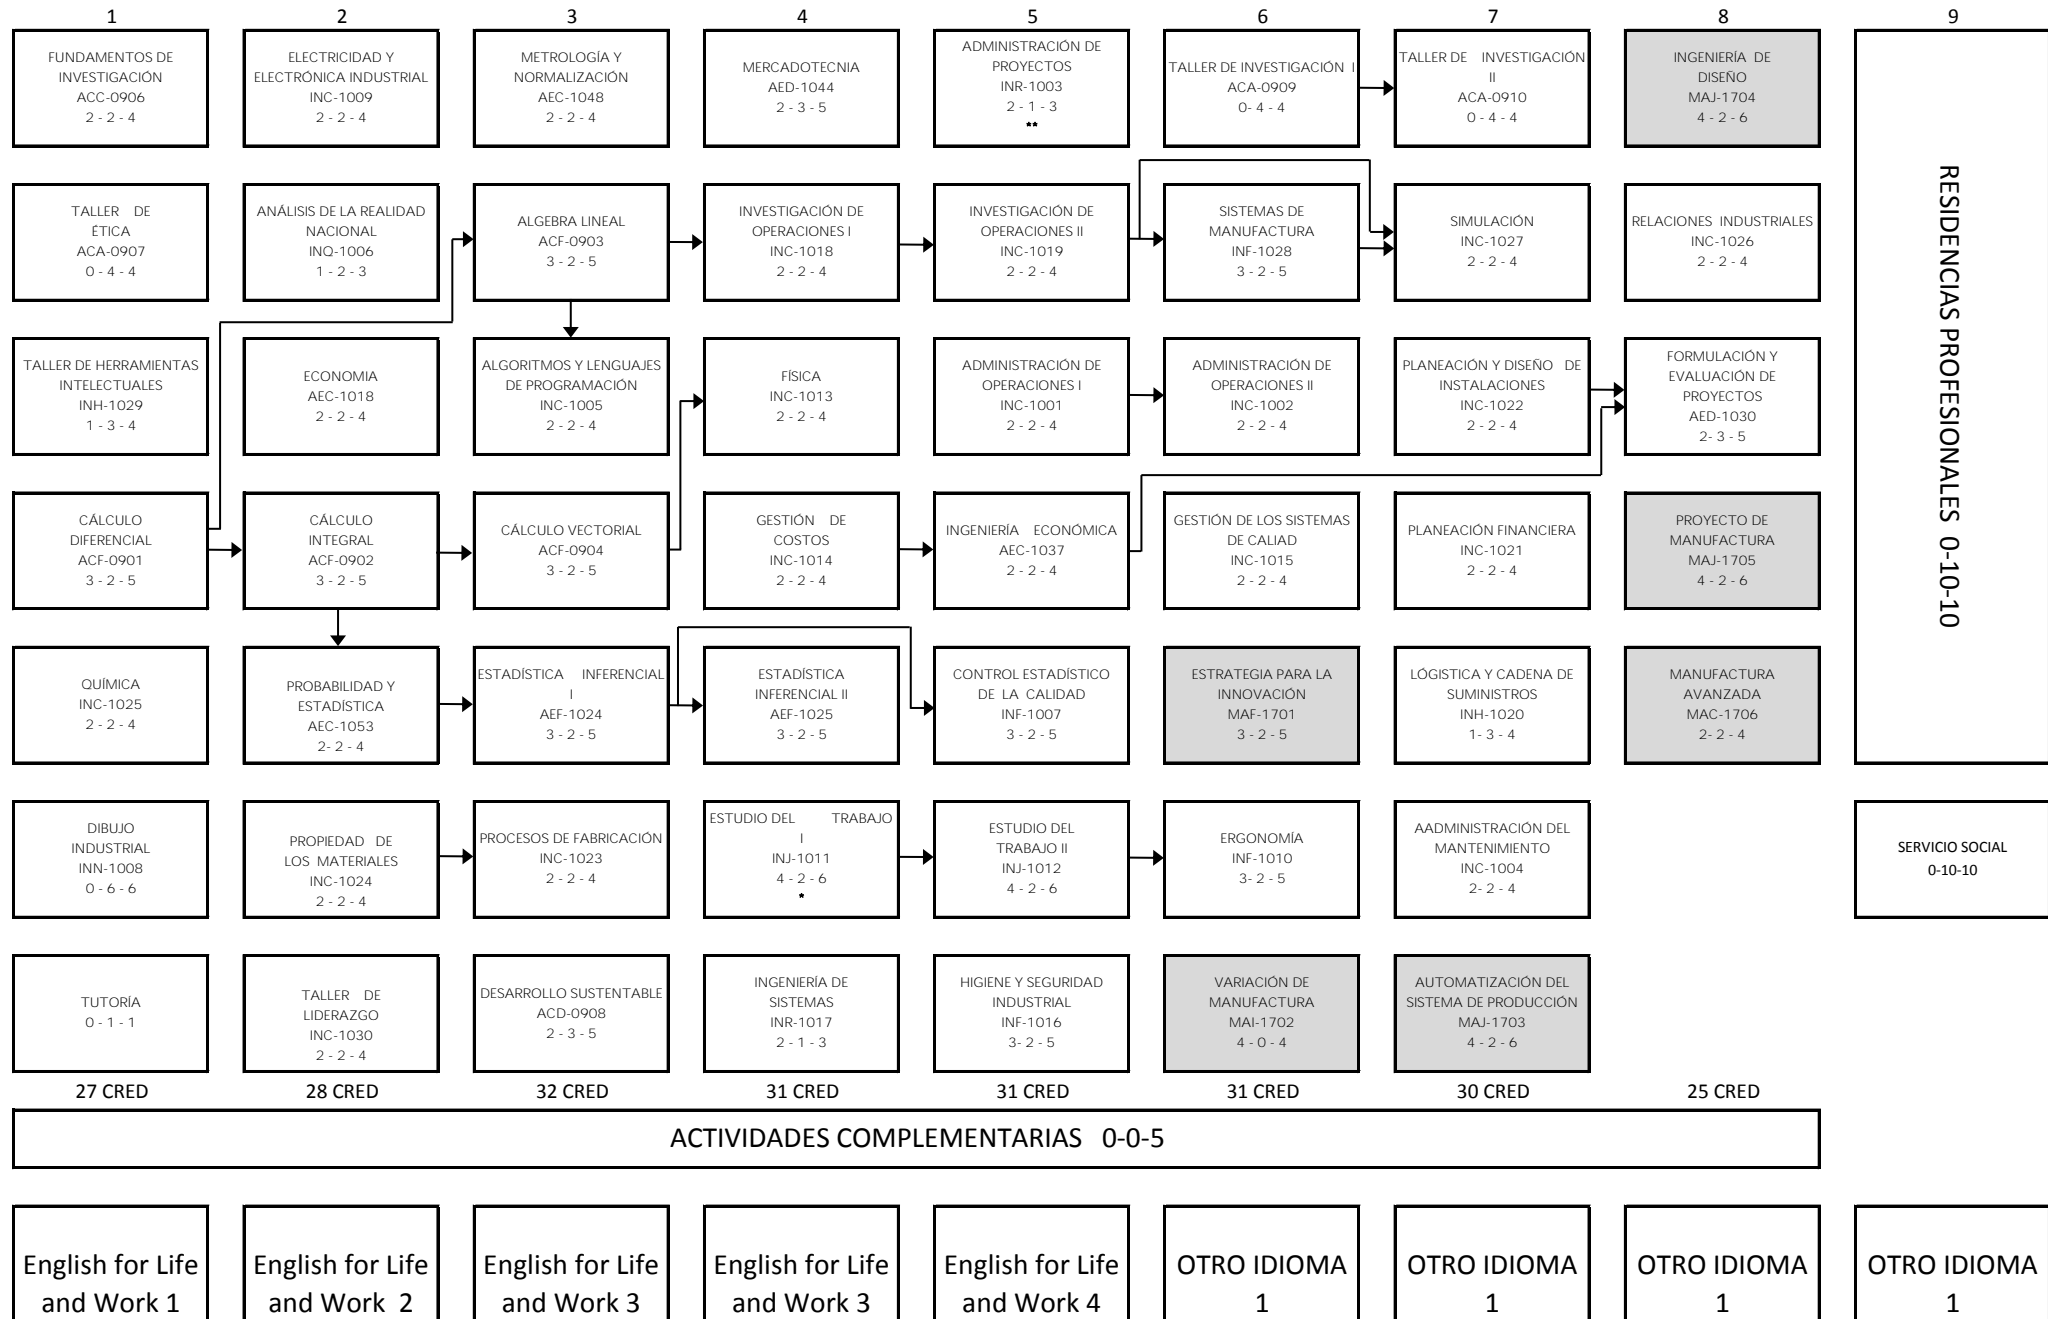 1
2
3
4
5
6
7
8
9
FUNDAMENTOS DE
INVESTIGACIÓN
ACC-0906
2 - 2 - 4
ELECTRICIDAD Y
ELECTRÓNICA INDUSTRIAL
INC-1009
2 - 2 - 4
METROLOGÍA Y
NORMALIZACIÓN
AEC-1048
2 - 2 - 4
MERCADOTECNIA
AED-1044
2 - 3 - 5
ADMINISTRACIÓN DE
PROYECTOS
INR-1003
2 - 1 - 3
**
TALLER DE INVESTIGACIÓN I
ACA-0909
0- 4 - 4
TALLER DE INVESTIGACIÓN
II
ACA-0910
0 - 4 - 4
INGENIERÍA DE
DISEÑO
MAJ-1704
4 - 2 - 6
RESIDENCIAS PROFESIONALES 0-10-10
TALLER DE
ÉTICA
ACA-0907
0 - 4 - 4
ANÁLISIS DE LA REALIDAD
NACIONAL
INQ-1006
1 - 2 - 3
ALGEBRA LINEAL
ACF-0903
3 - 2 - 5
INVESTIGACIÓN DE
OPERACIONES I
INC-1018
2 - 2 - 4
INVESTIGACIÓN DE
OPERACIONES II
INC-1019
2 - 2 - 4
SISTEMAS DE
MANUFACTURA
INF-1028
3 - 2 - 5
SIMULACIÓN
INC-1027
2 - 2 - 4
RELACIONES INDUSTRIALES
INC-1026
2 - 2 - 4
TALLER DE HERRAMIENTAS
INTELECTUALES
INH-1029
1 - 3 - 4
ECONOMIA
AEC-1018
2 - 2 - 4
ALGORITMOS Y LENGUAJES
DE PROGRAMACIÓN
INC-1005
2 - 2 - 4
FÍSICA
INC-1013
2 - 2 - 4
ADMINISTRACIÓN DE
OPERACIONES I
INC-1001
2 - 2 - 4
ADMINISTRACIÓN DE
OPERACIONES II
INC-1002
2 - 2 - 4
PLANEACIÓN Y DISEÑO DE
INSTALACIONES
INC-1022
2 - 2 - 4
FORMULACIÓN Y
EVALUACIÓN DE
PROYECTOS
AED-1030
2- 3 - 5
CÁLCULO
DIFERENCIAL
ACF-0901
3 - 2 - 5
CÁLCULO
INTEGRAL
ACF-0902
3 - 2 - 5
CÁLCULO VECTORIAL
ACF-0904
3 - 2 - 5
GESTIÓN DE
COSTOS
INC-1014
2 - 2 - 4
INGENIERÍA ECONÓMICA
AEC-1037
2 - 2 - 4
GESTIÓN DE LOS SISTEMAS
DE CALIAD
INC-1015
2 - 2 - 4
PLANEACIÓN FINANCIERA
INC-1021
2 - 2 - 4
PROYECTO DE
MANUFACTURA
MAJ-1705
4 - 2 - 6
QUÍMICA
INC-1025
2 - 2 - 4
PROBABILIDAD Y
ESTADÍSTICA
AEC-1053
2- 2 - 4
ESTADÍSTICA INFERENCIAL
I
AEF-1024
3 - 2 - 5
ESTADÍSTICA
INFERENCIAL II
AEF-1025
3 - 2 - 5
CONTROL ESTADÍSTICO
DE LA CALIDAD
INF-1007
3 - 2 - 5
ESTRATEGIA PARA LA
INNOVACIÓN
MAF-1701
3 - 2 - 5
LÓGISTICA Y CADENA DE
SUMINISTROS
INH-1020
1- 3 - 4
MANUFACTURA
AVANZADA
MAC-1706
2- 2 - 4
DIBUJO
INDUSTRIAL
INN-1008
0 - 6 - 6
PROPIEDAD DE
LOS MATERIALES
INC-1024
2 - 2 - 4
PROCESOS DE FABRICACIÓN
INC-1023
2 - 2 - 4
ESTUDIO DEL TRABAJO
I
INJ-1011
4 - 2 - 6
*
ESTUDIO DEL
TRABAJO II
INJ-1012
4 - 2 - 6
ERGONOMÍA
INF-1010
3- 2 - 5
AADMINISTRACIÓN DEL
MANTENIMIENTO
INC-1004
2- 2 - 4
SERVICIO SOCIAL
0-10-10
TUTORÍA
0 - 1 - 1
TALLER DE
LIDERAZGO
INC-1030
2 - 2 - 4
DESARROLLO SUSTENTABLE
ACD-0908
2 - 3 - 5
INGENIERÍA DE
SISTEMAS
INR-1017
2 - 1 - 3
HIGIENE Y SEGURIDAD
INDUSTRIAL
INF-1016
3- 2 - 5
VARIACIÓN DE
MANUFACTURA
MAI-1702
4 - 0 - 4
AUTOMATIZACIÓN DEL
SISTEMA DE PRODUCCIÓN
MAJ-1703
4 - 2 - 6
27 CRED
28 CRED
32 CRED
31 CRED
31 CRED
31 CRED
30 CRED
25 CRED
ACTIVIDADES COMPLEMENTARIAS 0-0-5
English for Life
and Work 1
English for Life
and Work 2
English for Life
and Work 3
English for Life
and Work 3
English for Life
and Work 4
OTRO IDIOMA
1
OTRO IDIOMA
1
OTRO IDIOMA
1
OTRO IDIOMA
1